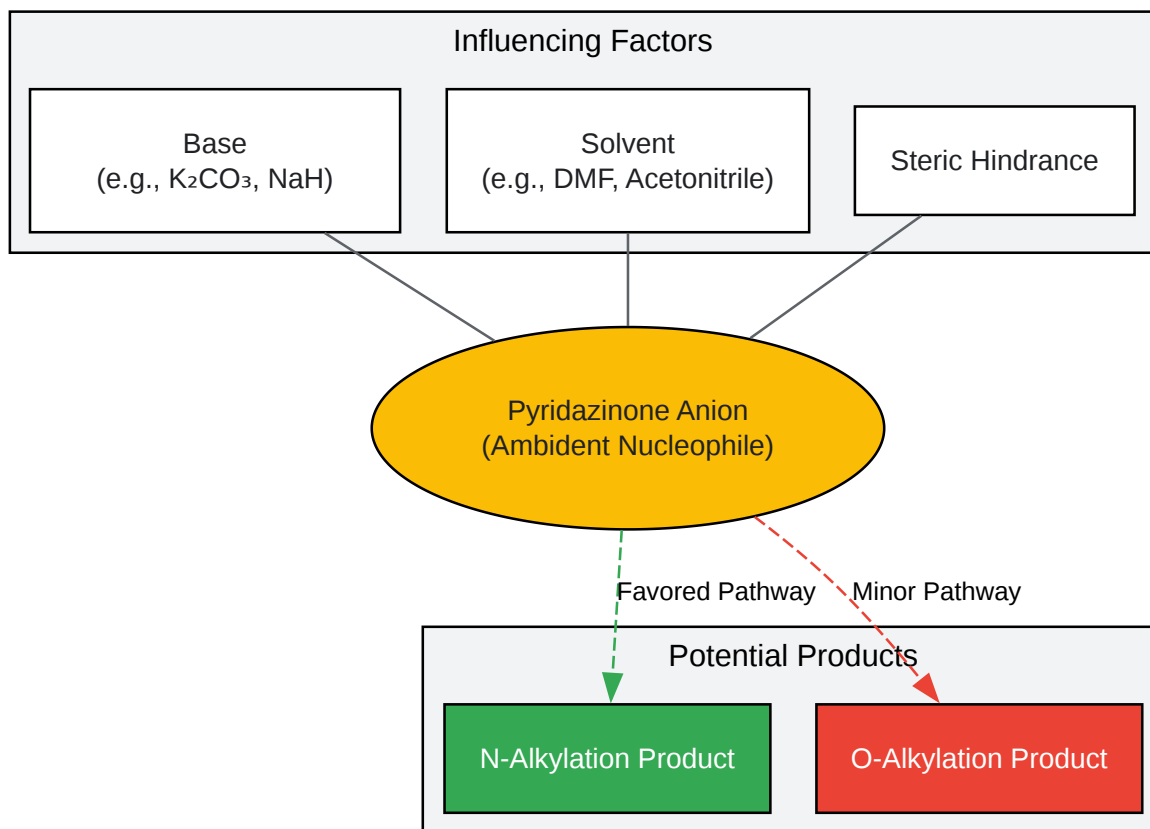 Influencing Factors
Base
(e.g., K₂CO₃, NaH)
Solvent
(e.g., DMF, Acetonitrile)
Steric Hindrance
Pyridazinone Anion
(Ambident Nucleophile)
Favored Pathway
Minor Pathway
Potential Products
N-Alkylation Product
O-Alkylation Product